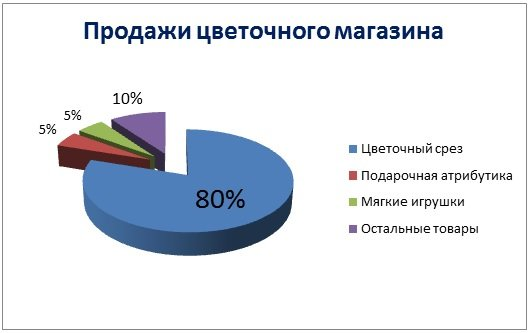 Продажи цветочного магазина
10%
5%
5%
80%
Цветочный срез
Подарочная атрибутика
Мягкие игрушки
Остальные товары